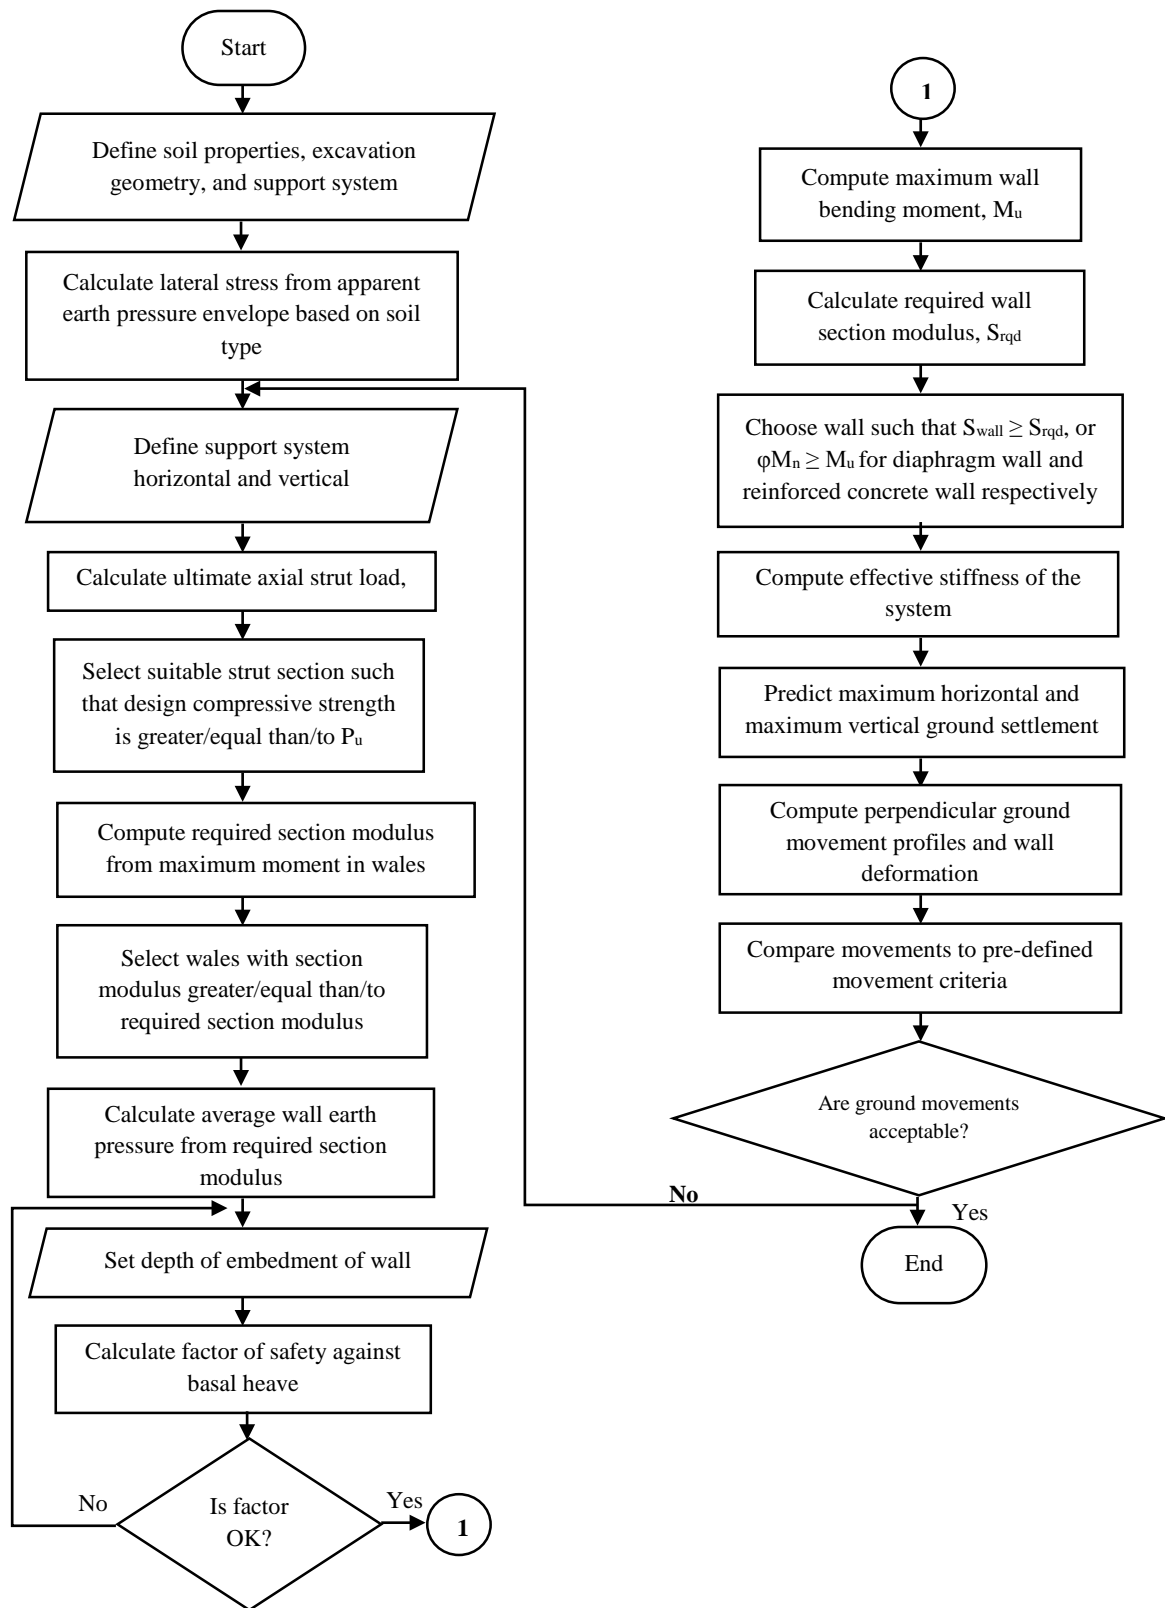 Start
Define soil properties, excavation
geometry, and support system
Calculate lateral stress from apparent
earth pressure envelope based on soil
type
Define support system
horizontal and vertical
Calculate ultimate axial strut load,
Select suitable strut section such
that design compressive strength
is greater/equal than/to Pu
Compute required section modulus
from maximum moment in wales
Select wales with section
modulus greater/equal than/to
required section modulus
Calculate average wall earth
pressure from required section
modulus
Set depth of embedment of wall
Calculate factor of safety against
basal heave
Is factor
OK?
No
Yes
1
1
Compute maximum wall
bending moment, Mu
Calculate required wall
section modulus, Srqd
Choose wall such that Swall ≥ Srqd, or
φMn ≥ Mu for diaphragm wall and
reinforced concrete wall respectively
Compute effective stiffness of the
system
Predict maximum horizontal and
maximum vertical ground settlement
Compute perpendicular ground
movement profiles and wall
deformation
Compare movements to pre-defined
movement criteria
Are ground movements
acceptable?
No
Yes
End